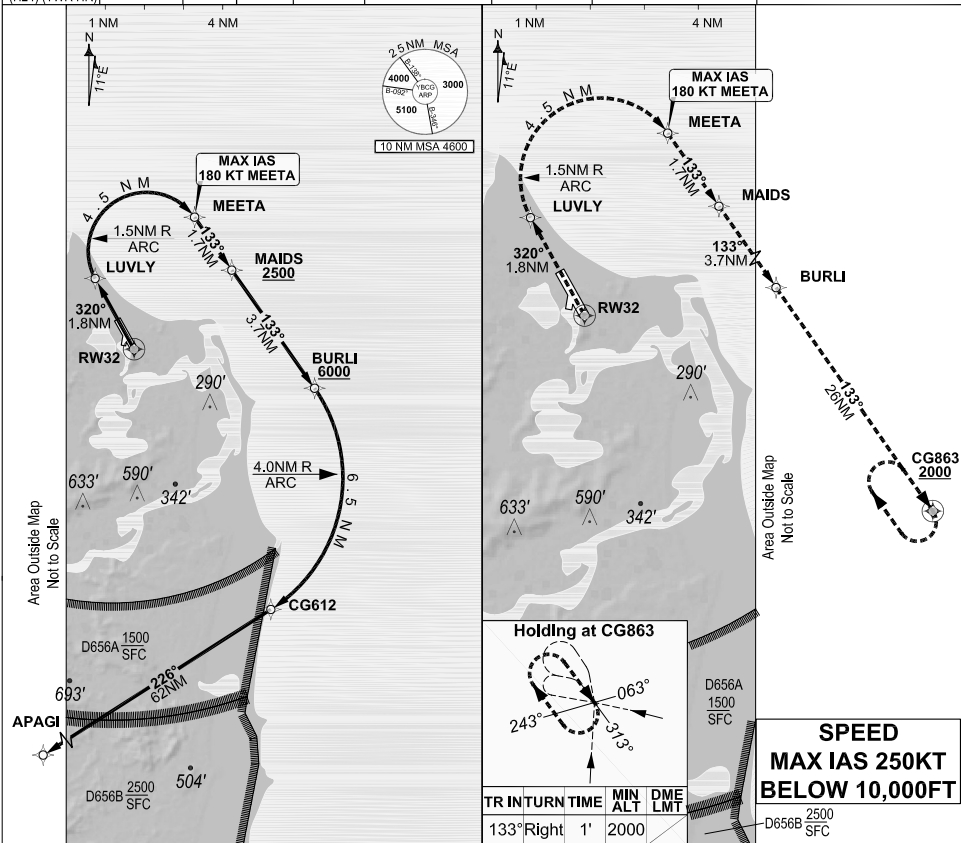 1 NM
4 NM
N
11°E
25NM MSA
B-138°
4000
3000
B-092°
YBCG
ARP
5100
B-346°
10 NM MSA 4600
MAX IAS
180 KT MEETA
4.5 NM
MEETA
1.5NM R
ARC
133°
1.7NM
LUVLY
MAIDS
2500
320°
1.8NM
133°
3.7NM
RW32
BURLI
6000
290'
4.0NM R
ARC
6.5 NM
633'
590'
342'
Area Outside Map
Not to Scale
CG612
D656A 1500
SFC
226°
62NM
693'
APAGI
D656B 2500
SFC
504'
1 NM
4 NM
N
11°E
MAX IAS
180 KT MEETA
4.5 NM
MEETA
1.5NM R
ARC
133°
1.7NM
LUVLY
MAIDS
320°
1.8NM
133°
3.7NM
BURLI
RW32
290'
133°
26NM
CG863
2000
633'
590'
342'
Area Outside Map
Not to Scale
Holding at CG863
063°
243°
313°
D656A
1500
SFC
SPEED
MAX IAS 250KT
BELOW 10,000FT
TR IN TURN TIME MIN ALT DME LMT
133° Right 1' 2000
D656B 2500
SFC